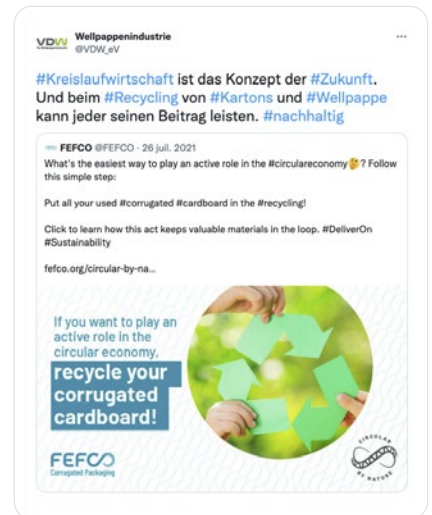 VDW
Wellpappenindustrie
@VDW_eV
#Kreislaufwirtschaft ist das Konzept der #Zukunft.
Und beim #Recycling von #Kartons und #Wellpappe
kann jeder seinen Beitrag leisten. #nachhaltig
FEFCO @FEFCO · 26 juil. 2021
What's the easiest way to play an active role in the #circulareconomy🤔? Follow
this simple step:
Put all your used #corrugated #cardboard in the #recycling!
Click to learn how this act keeps valuable materials in the loop. #DeliverOn
#Sustainability
fefco.org/circular-by-na...
If you want to play an
active role in the
circular economy,
recycle your
corrugated
cardboard!
FEFCO
Corrugated Packaging
CIRCULAR
BY NATURE